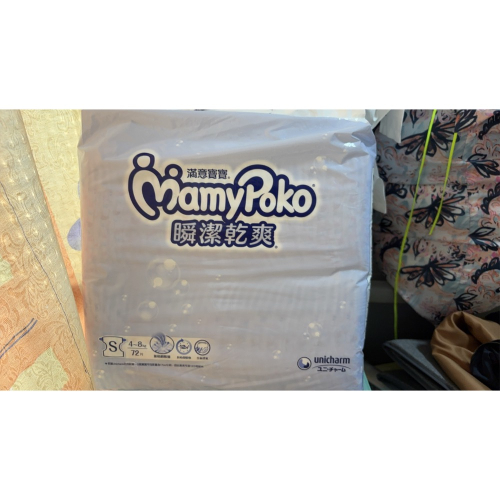 滿意寶寶®
MamyPoko®
瞬潔乾爽®
S
4~8kg
72片
12hr
unicharm
ユニ・チャーム